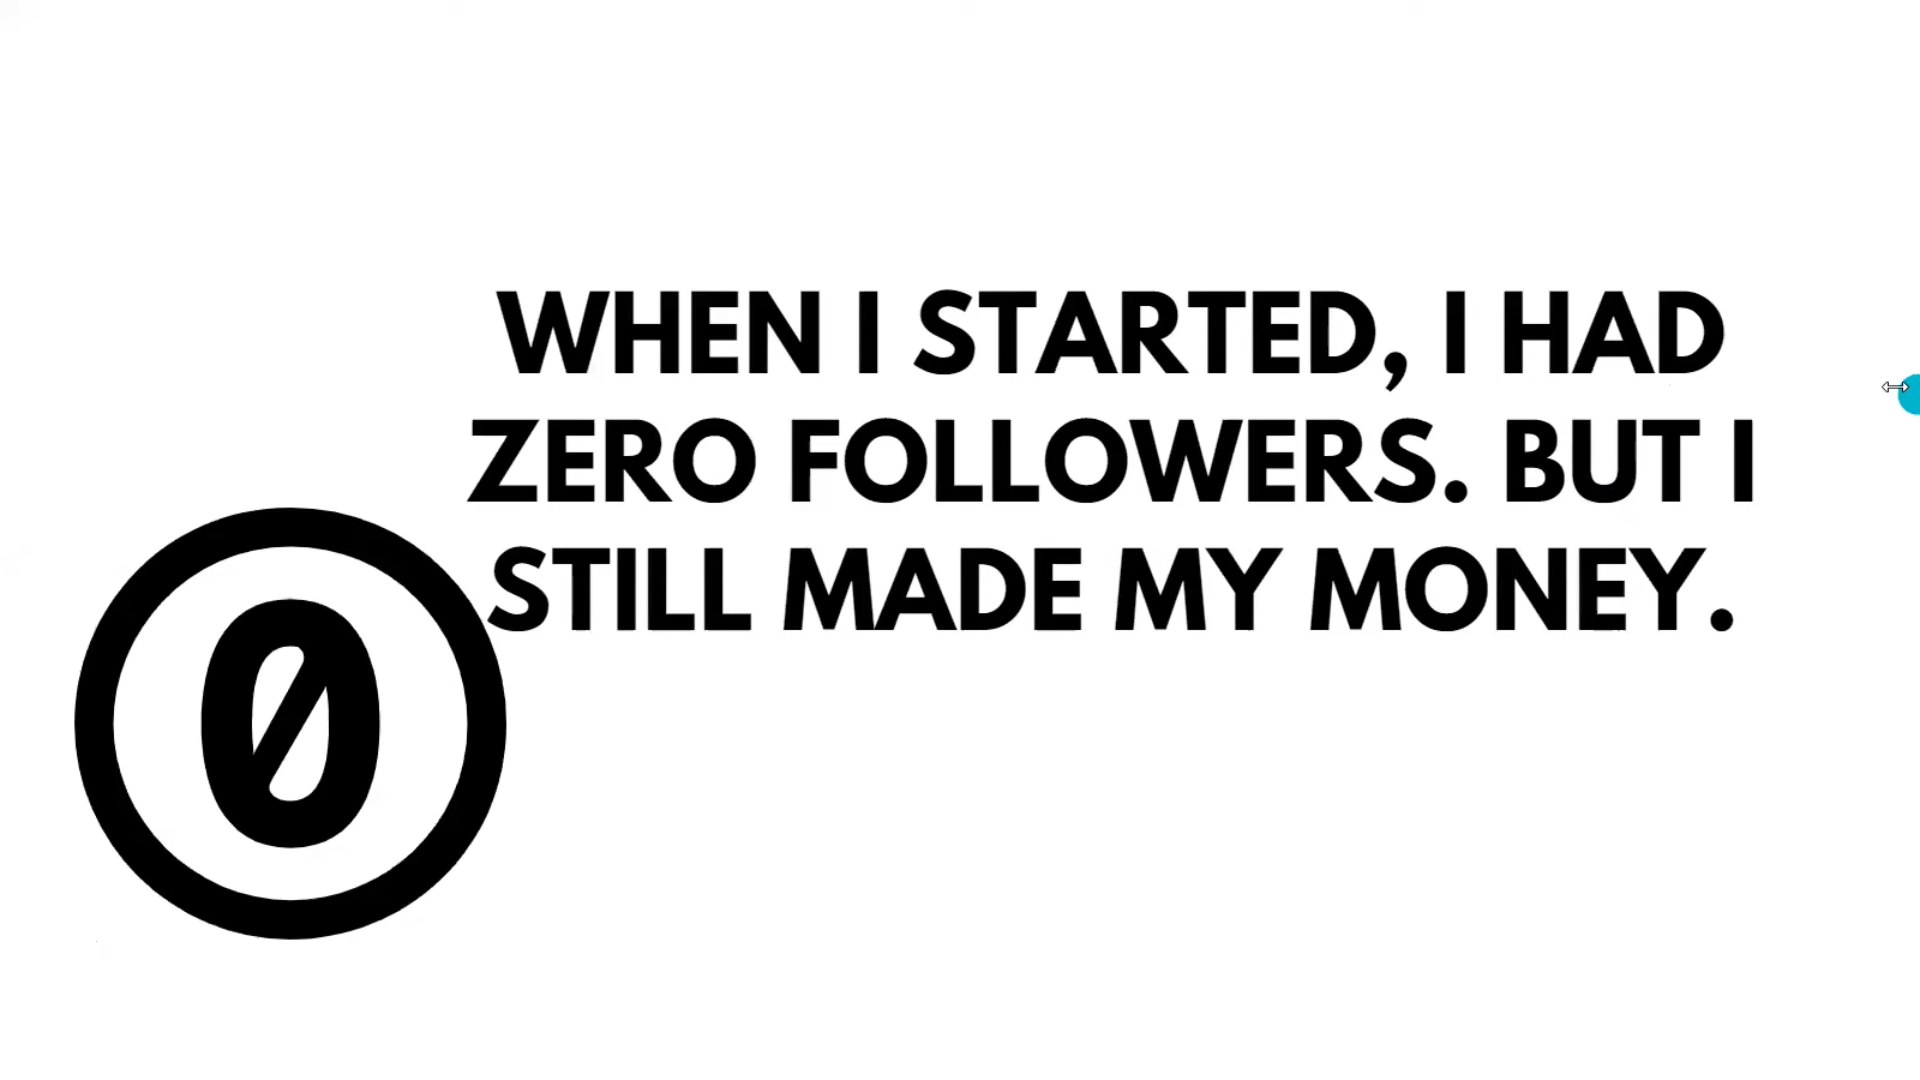 WHEN I STARTED, I HAD
ZERO FOLLOWERS. BUT I
STILL MADE MY MONEY.
0